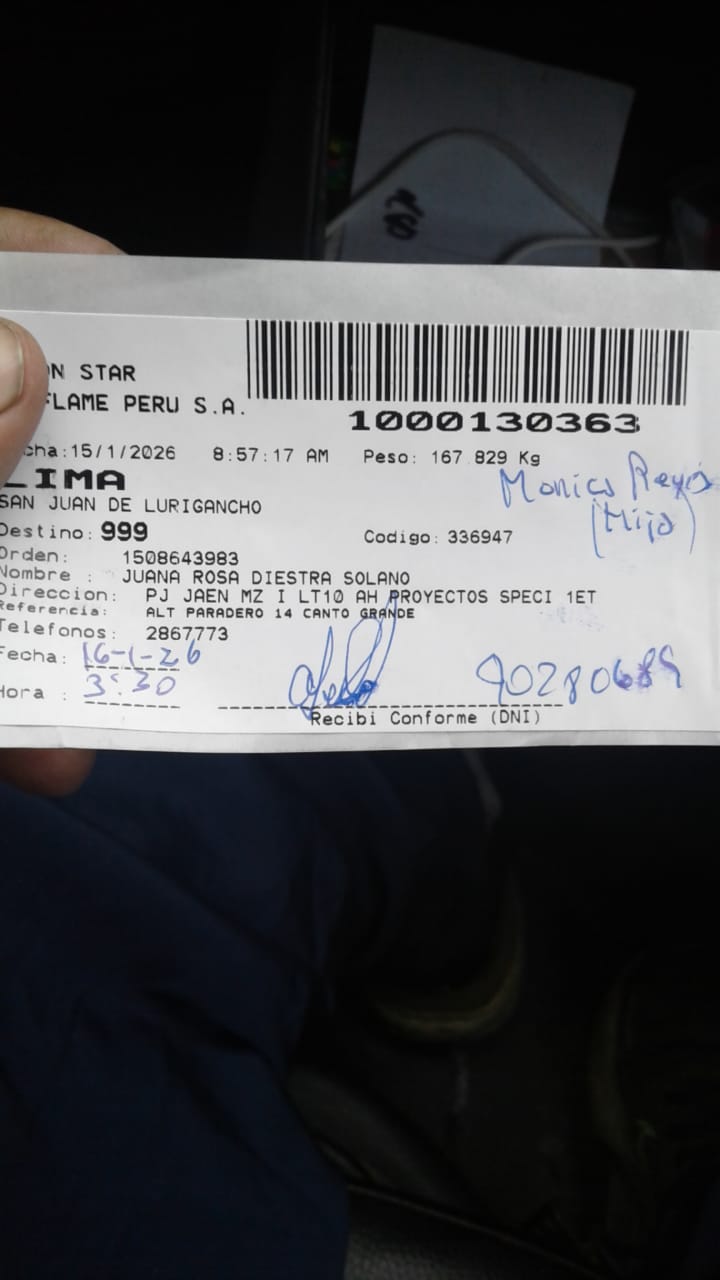 ON STAR
FLAME PERU S.A.
1000130363
cha:15/1/2026 8:57:17 AM Peso: 167.829 Kg
LIMA
Monica Reyes
SAN JUAN DE LURIGANCHO
(Hija)
Destino: 999 Codigo: 336947
Orden: 1508643983
Nombre : JUANA ROSA DIESTRA SOLANO
Direccion: PJ JAEN MZ I LT10 AH PROYECTOS SPECI 1ET
Referencia: ALT PARADERO 14 CANTO GRANDE
Telefonos: 2867773
Fecha: 16-1-26
Hora : 3:30
Recibi Conforme (DNI)